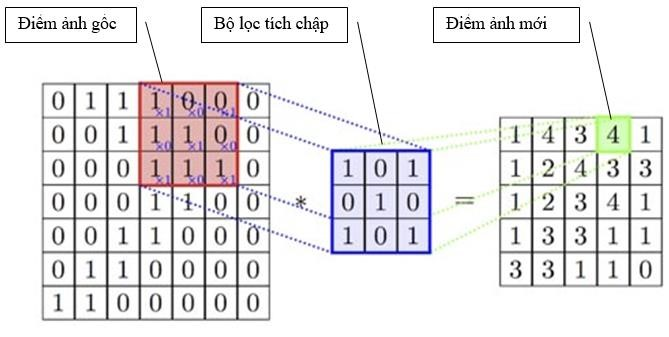 Điểm ảnh gốc
Bộ lọc tích chập
Điểm ảnh mới
0 1 1 1 0 0 0
×1 ×0 ×1
0 0 1 1 1 0 0
×0 ×1 ×0
0 0 0 1 1 1 0
×1 ×0 ×1
0 0 0 1 1 0 0
0 0 1 1 0 0 0
0 1 1 0 0 0 0
1 1 0 0 0 0 0
*
1 0 1
0 1 0
1 0 1
=
1 4 3 4 1
1 2 4 3 3
1 2 3 4 1
1 3 3 1 1
3 3 1 1 0